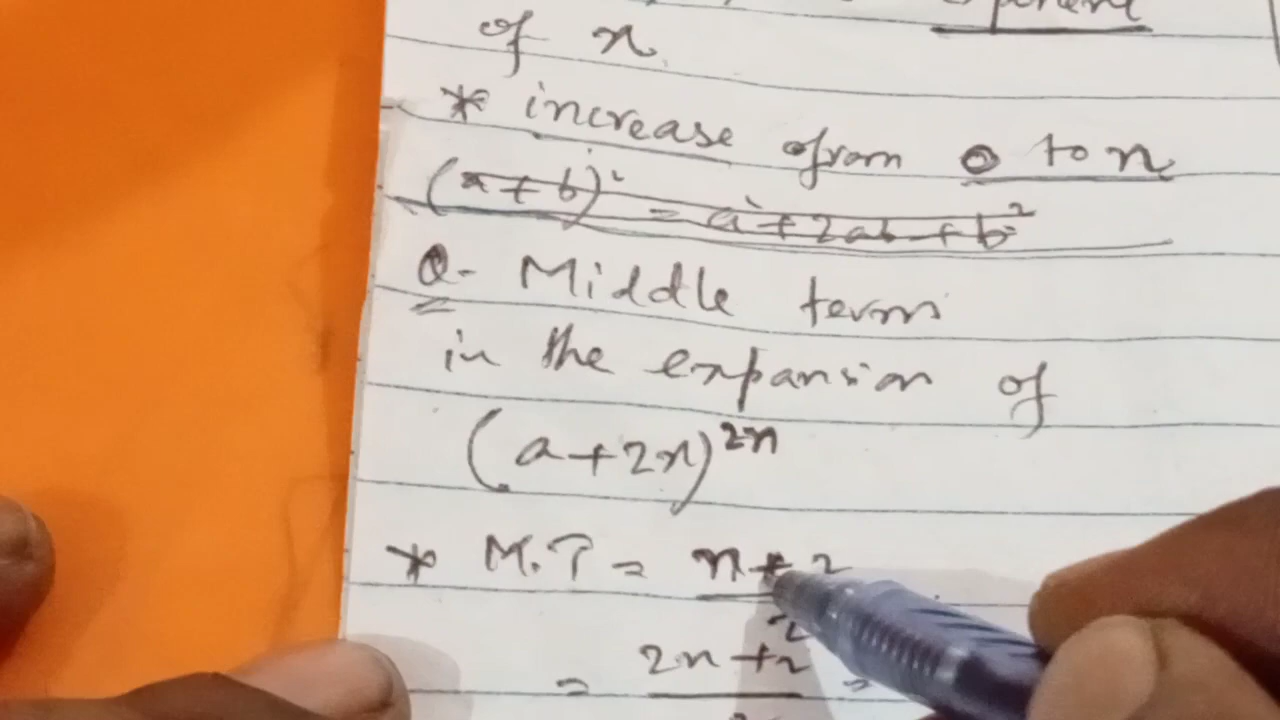 of x
* increase from 0 to n
(a + b)² = a² + 2ab + b²
Q- Middle term
in the expansion of
(a+2x)²ⁿ
* M.T = n+2
2
= 2n+2 =